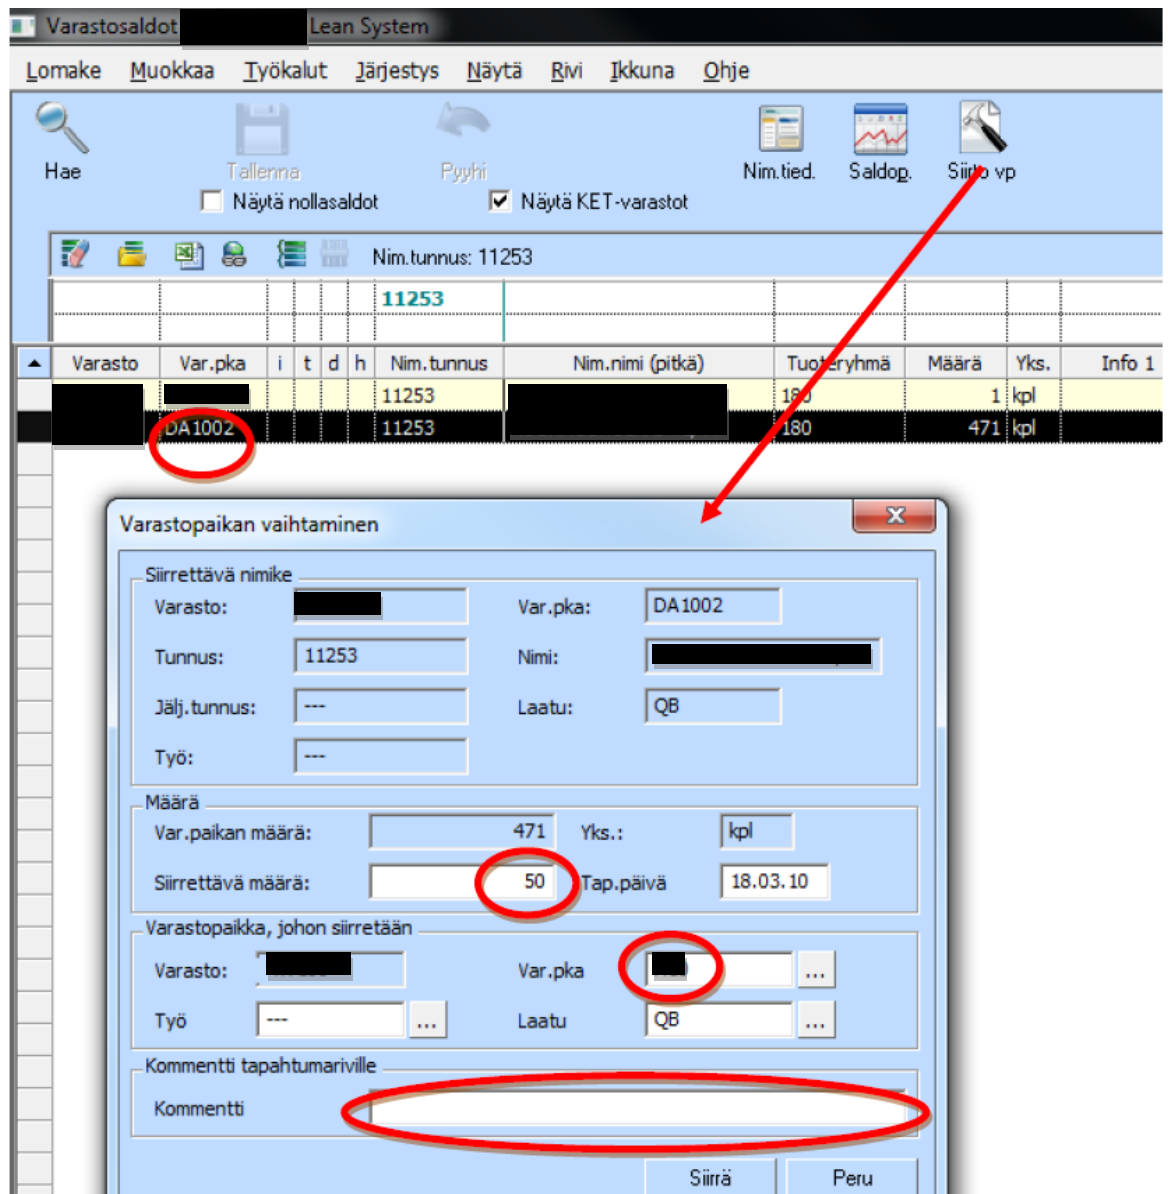 Varastosaldot Lean System
Lomake Muokkaa Työkalut Järjestys Näytä Rivi Ikkuna Ohje
Hae Tallenna Pyyhi Nim.tied. Saldop. Siirto vp
Näytä nollasaldot Näytä KET-varastot
Nim.tunnus: 11253
11253
Varasto Var.pka i t d h Nim.tunnus Nim.nimi (pitkä) Tuoteryhmä Määrä Yks. Info 1
11253 180 1 kpl
DA1002 11253 180 471 kpl
Varastopaikan vaihtaminen
Siirrettävä nimike
Varasto: Var.pka: DA1002
Tunnus: 11253 Nimi:
Jälj.tunnus: --- Laatu: QB
Työ: ---
Määrä
Var.paikan määrä: 471 Yks.: kpl
Siirrettävä määrä: 50 Tap.päivä 18.03.10
Varastopaikka, johon siirretään
Varasto: Var.pka ...
Työ --- ... Laatu QB ...
Kommentti tapahtumariville
Kommentti
Siirrä Peru